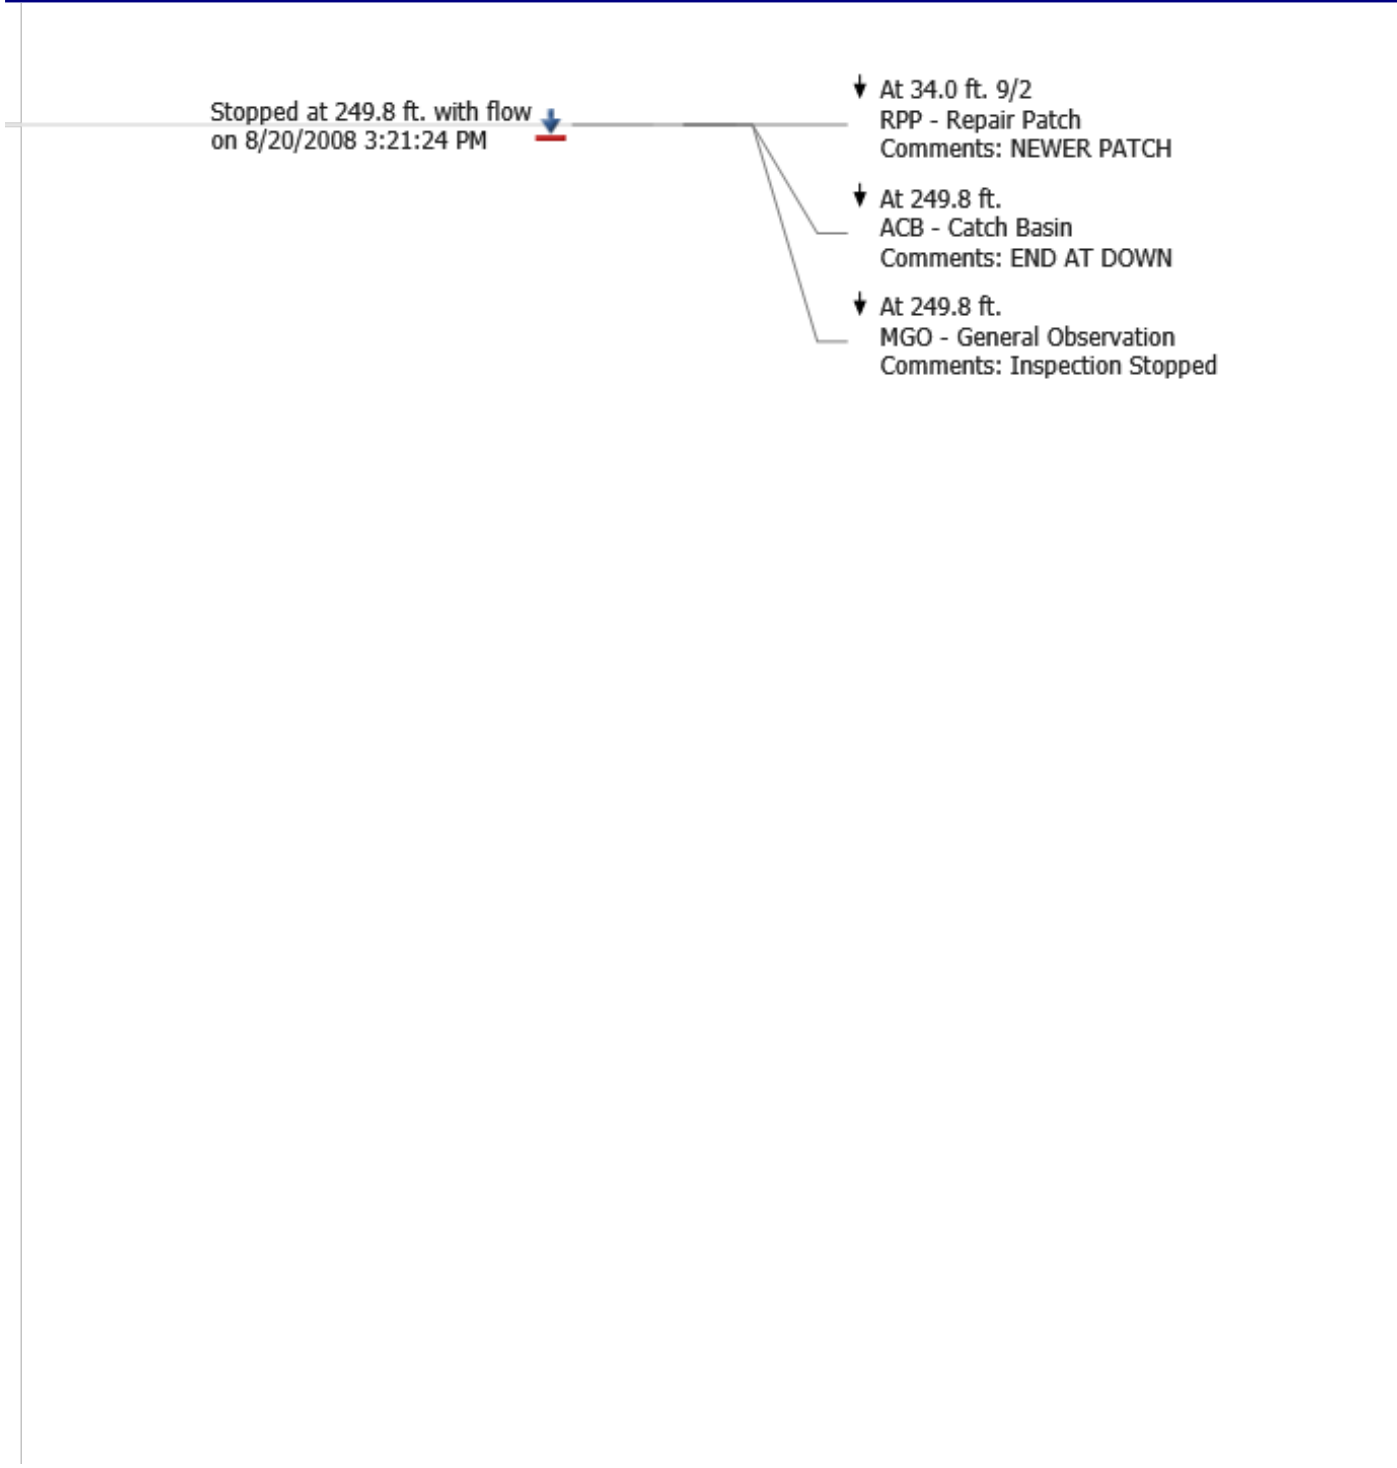 Stopped at 249.8 ft. with flow
on 8/20/2008 3:21:24 PM
At 34.0 ft. 9/2
RPP - Repair Patch
Comments: NEWER PATCH
At 249.8 ft.
ACB - Catch Basin
Comments: END AT DOWN
At 249.8 ft.
MGO - General Observation
Comments: Inspection Stopped